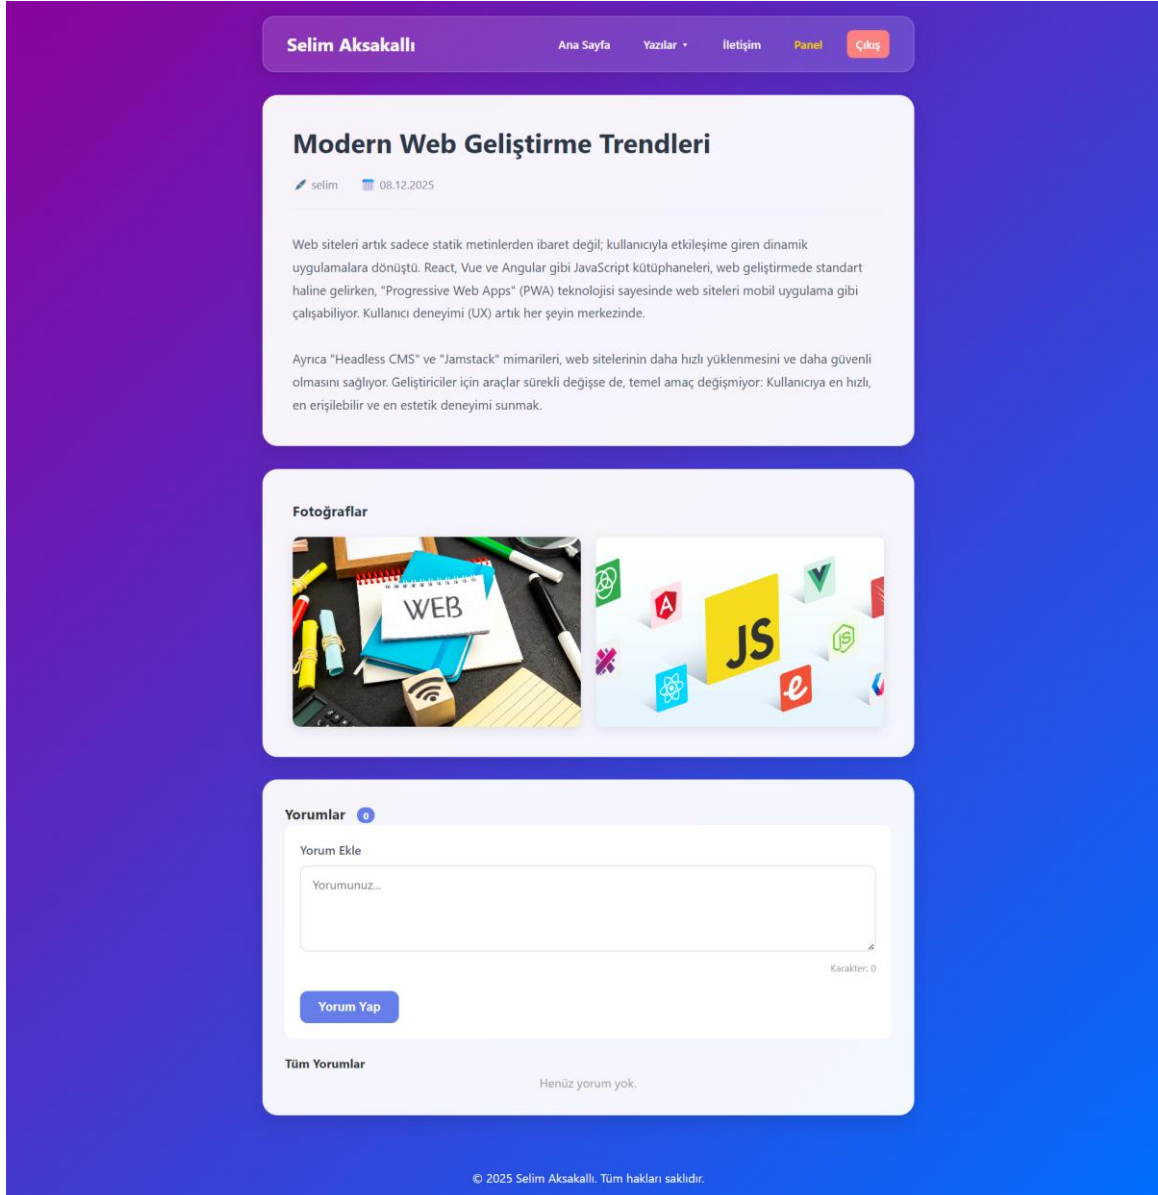 Selim Aksakallı
Ana Sayfa
Yazılar
İletişim
Panel
Çıkış
Modern Web Geliştirme Trendleri
selim
08.12.2025
Web siteleri artık sadece statik metinlerden ibaret değil; kullanıcıyla etkileşime giren dinamik
uygulamalara dönüştü. React, Vue ve Angular gibi JavaScript kütüphaneleri, web geliştirmede standart
haline gelirken, "Progressive Web Apps" (PWA) teknolojisi sayesinde web siteleri mobil uygulama gibi
çalışabiliyor. Kullanıcı deneyimi (UX) artık her şeyin merkezinde.
Ayrıca "Headless CMS" ve "Jamstack" mimarileri, web sitelerinin daha hızlı yüklenmesini ve daha güvenli
olmasını sağlıyor. Geliştiriciler için araçlar sürekli değişse de, temel amaç değişmiyor: Kullanıcıya en hızlı,
en erişilebilir ve en estetik deneyimi sunmak.
Fotoğraflar
WEB
JS
Yorumlar 0
Yorum Ekle
Yorumunuz...
Karakter: 0
Yorum Yap
Tüm Yorumlar
Henüz yorum yok.
© 2025 Selim Aksakallı. Tüm hakları saklıdır.